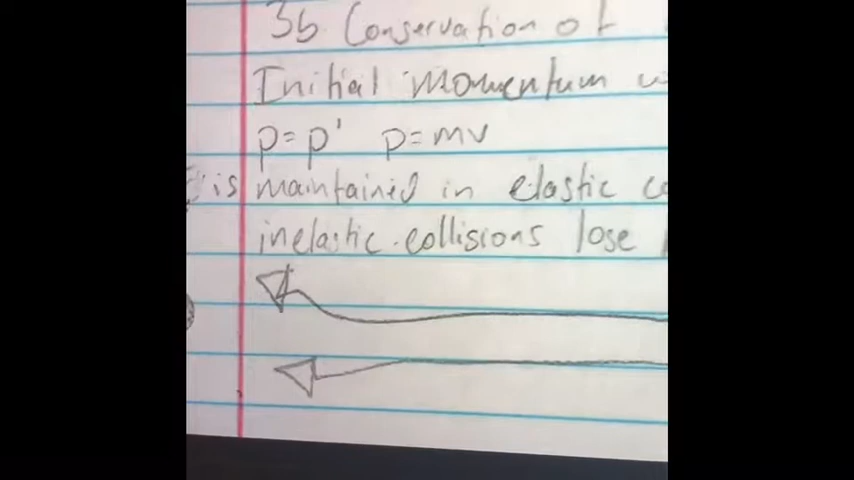 3b Conservation of
Initial momentum
p=p' p=mv
is maintained in elastic
inelastic collisions lose